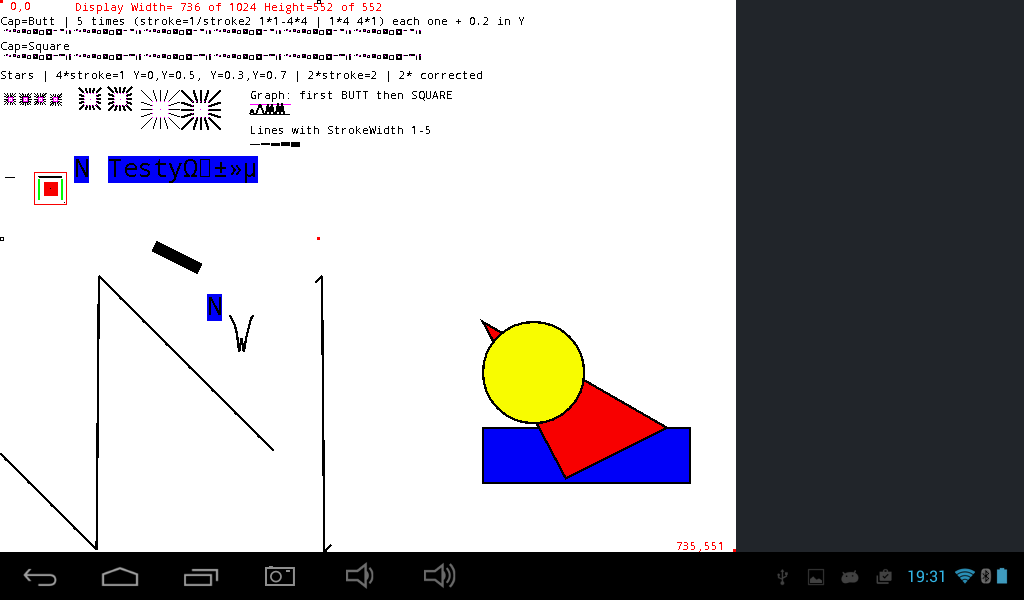 0,0 Display Width= 736 of 1024 Height=552 of 552
Cap=Butt | 5 times (stroke=1/stroke2 1*1-4*4 | 1*4 4*1) each one + 0.2 in Y
Cap=Square
Stars | 4*stroke=1 Y=0,Y=0.5, Y=0.3,Y=0.7 | 2*stroke=2 | 2* corrected
Graph: first BUTT then SQUARE
Lines with StrokeWidth 1-5
N TestyΩL±»µ
N
735,551
19:31